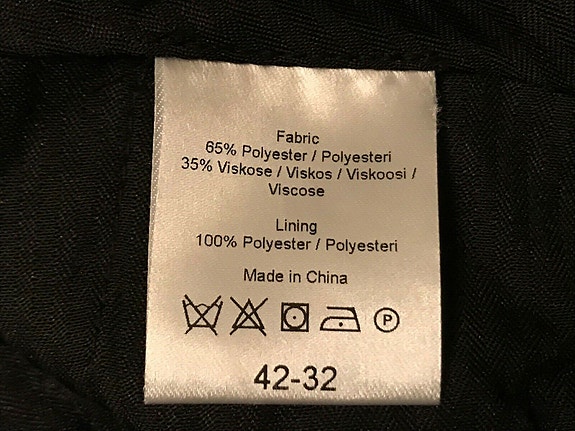 Fabric
65% Polyester / Polyesteri
35% Viskose / Viskos / Viskoosi /
Viscose
Lining
100% Polyester / Polyesteri
Made in China
P
42-32